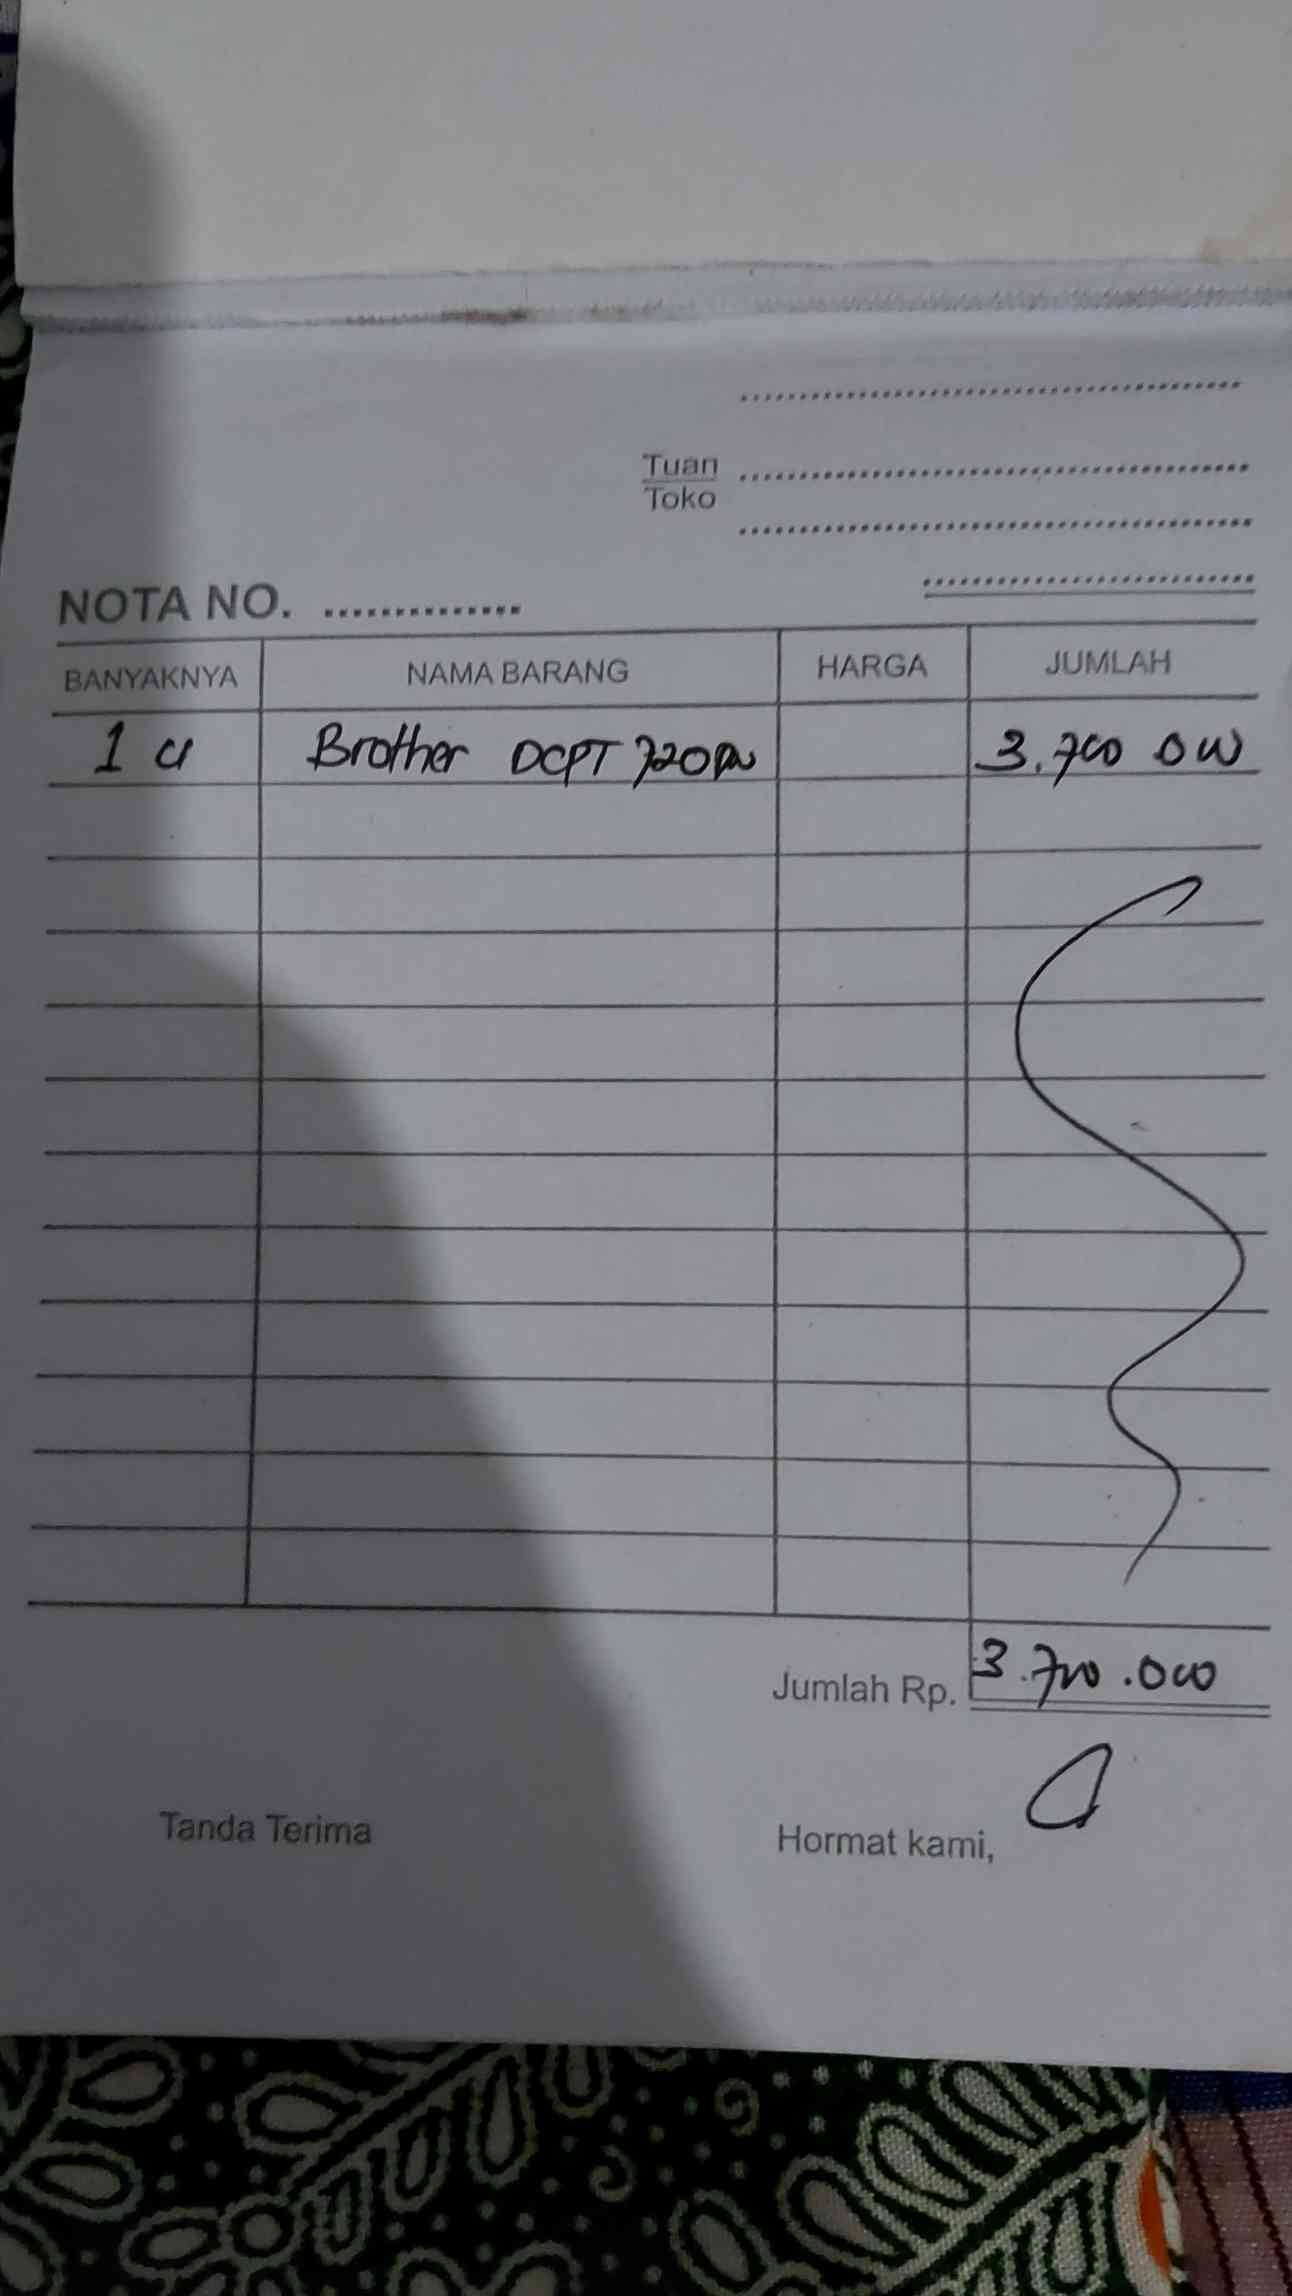 Tuan
Toko
NOTA NO. ..............
BANYAKNYA NAMA BARANG HARGA JUMLAH
1 Brother DCPT 720DW 3.700 000
Jumlah Rp. 3.700.000
Tanda Terima Hormat kami,